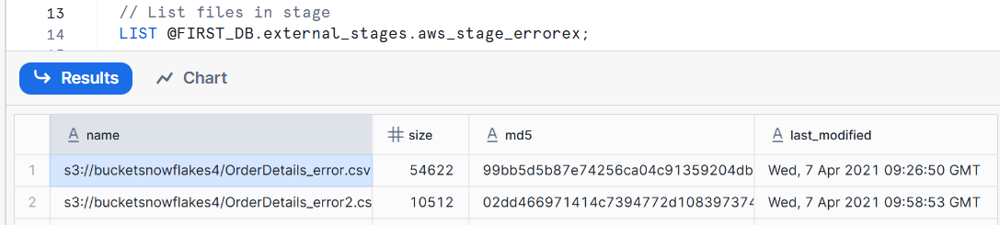 13 // List files in stage
14 LIST @FIRST_DB.external_stages.aws_stage_errorex;
Results Chart
name size md5 last_modified
1 s3://bucketsnowflakes4/OrderDetails_error.csv 54622 99bb5d5b87e74256ca04c91359204db Wed, 7 Apr 2021 09:26:50 GMT
2 s3://bucketsnowflakes4/OrderDetails_error2.cs 10512 02dd466971414c7394772d108397374 Wed, 7 Apr 2021 09:58:53 GMT